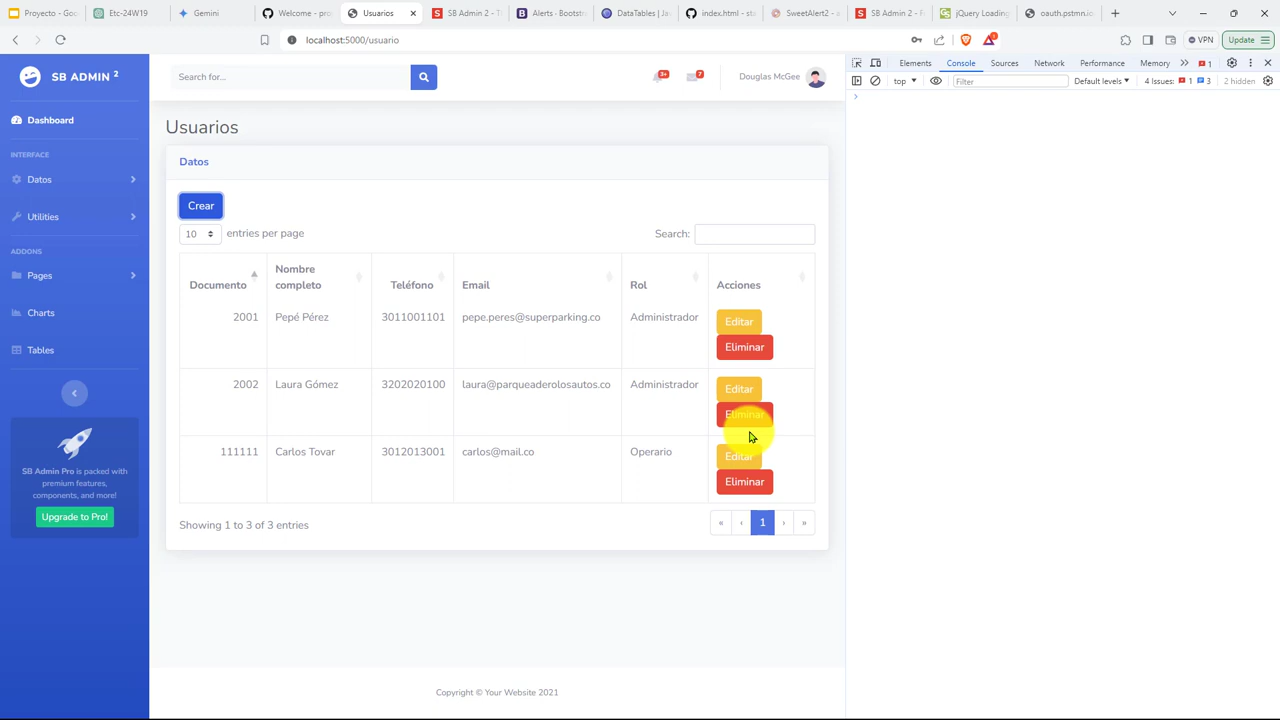 Proyecto - Goo
Etc-24W19
Gemini
Welcome - pro
Usuarios
SB Admin 2 - T
Alerts - Bootstr
DataTables | Ja
index.html - sta
SweetAlert2 - a
SB Admin 2 - F
jQuery Loading
oauth.pstmn.io
localhost:5000/usuario
VPN
Update
SB ADMIN 2
Dashboard
INTERFACE
Datos
Utilities
ADDONS
Pages
Charts
Tables
SB Admin Pro is packed with
premium features,
components, and more!
Upgrade to Pro!
Search for...
3+
7
Douglas McGee
Usuarios
Datos
Crear
10 entries per page
Search:
Documento Nombre completo Teléfono Email Rol Acciones
2001 Pepé Pérez 3011001101 pepe.peres@superparking.co Administrador Editar
Eliminar
2002 Laura Gómez 3202020100 laura@parqueaderolosautos.co Administrador Editar
Eliminar
111111 Carlos Tovar 3012013001 carlos@mail.co Operario Editar
Eliminar
Showing 1 to 3 of 3 entries
« ‹ 1 › »
Copyright © Your Website 2021
Elements Console Sources Network Performance Memory 1
top Filter Default levels 4 Issues: 1 3 2 hidden